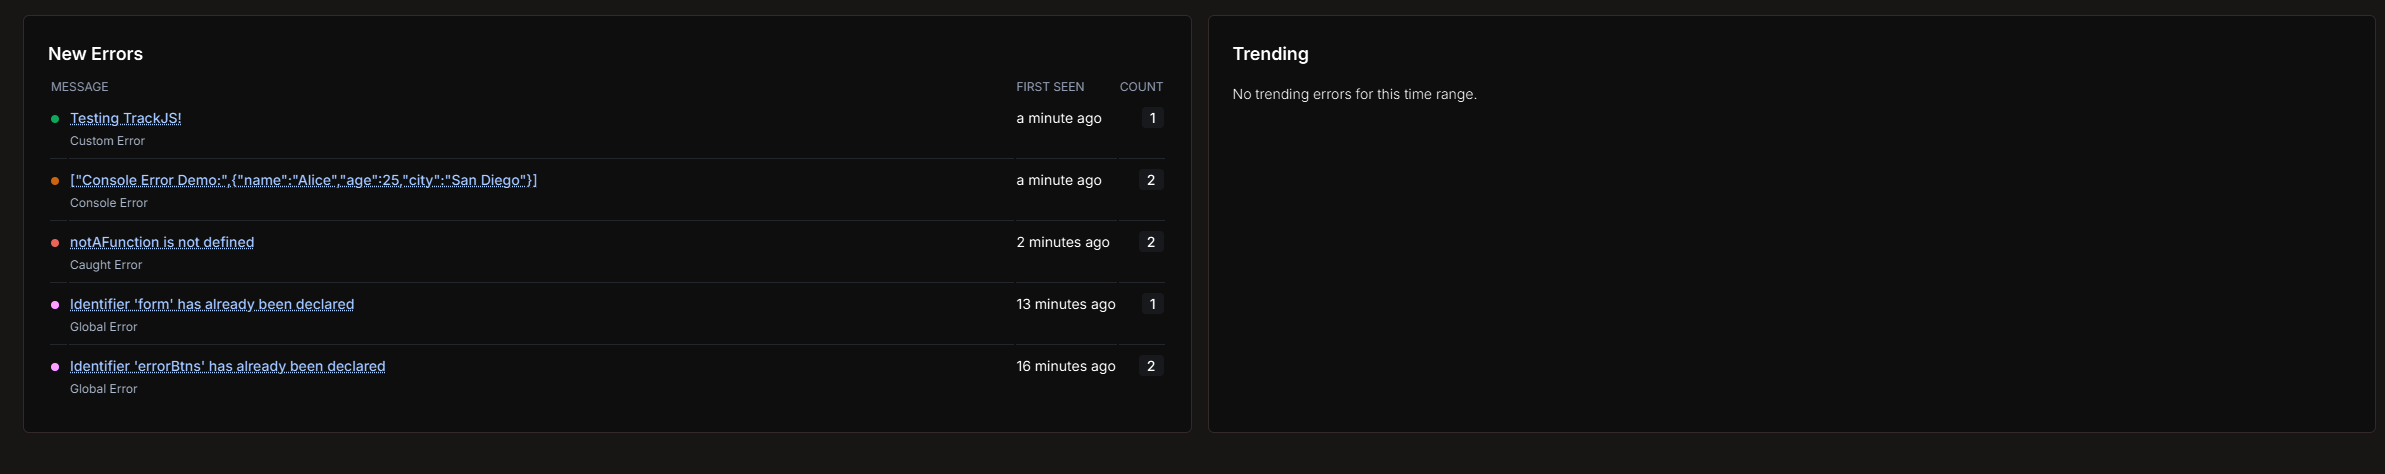 New Errors
MESSAGE FIRST SEEN COUNT
Testing TrackJS! a minute ago 1
Custom Error
["Console Error Demo:",{"name":"Alice","age":25,"city":"San Diego"}] a minute ago 2
Console Error
notAFunction is not defined 2 minutes ago 2
Caught Error
Identifier 'form' has already been declared 13 minutes ago 1
Global Error
Identifier 'errorBtns' has already been declared 16 minutes ago 2
Global Error
Trending
No trending errors for this time range.